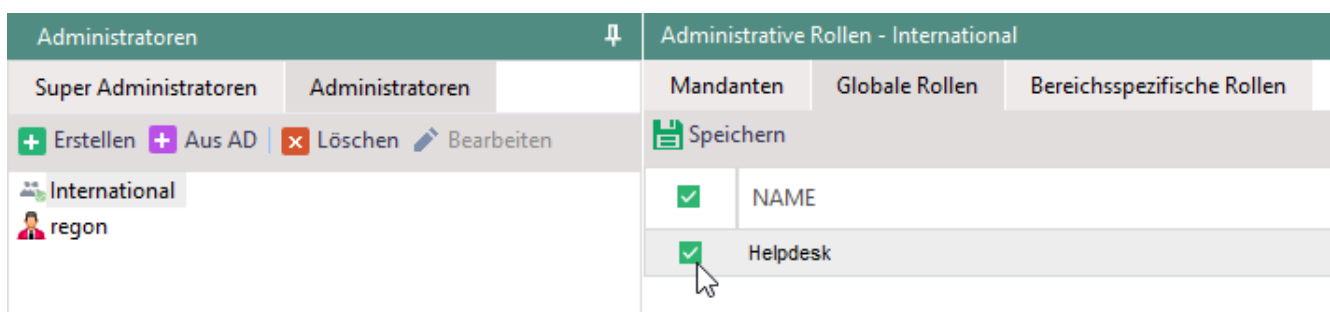 Administratoren
Super Administratoren Administratoren
Erstellen Aus AD Löschen Bearbeiten
International
regon
Administrative Rollen - International
Mandanten Globale Rollen Bereichsspezifische Rollen
Speichern
NAME
Helpdesk